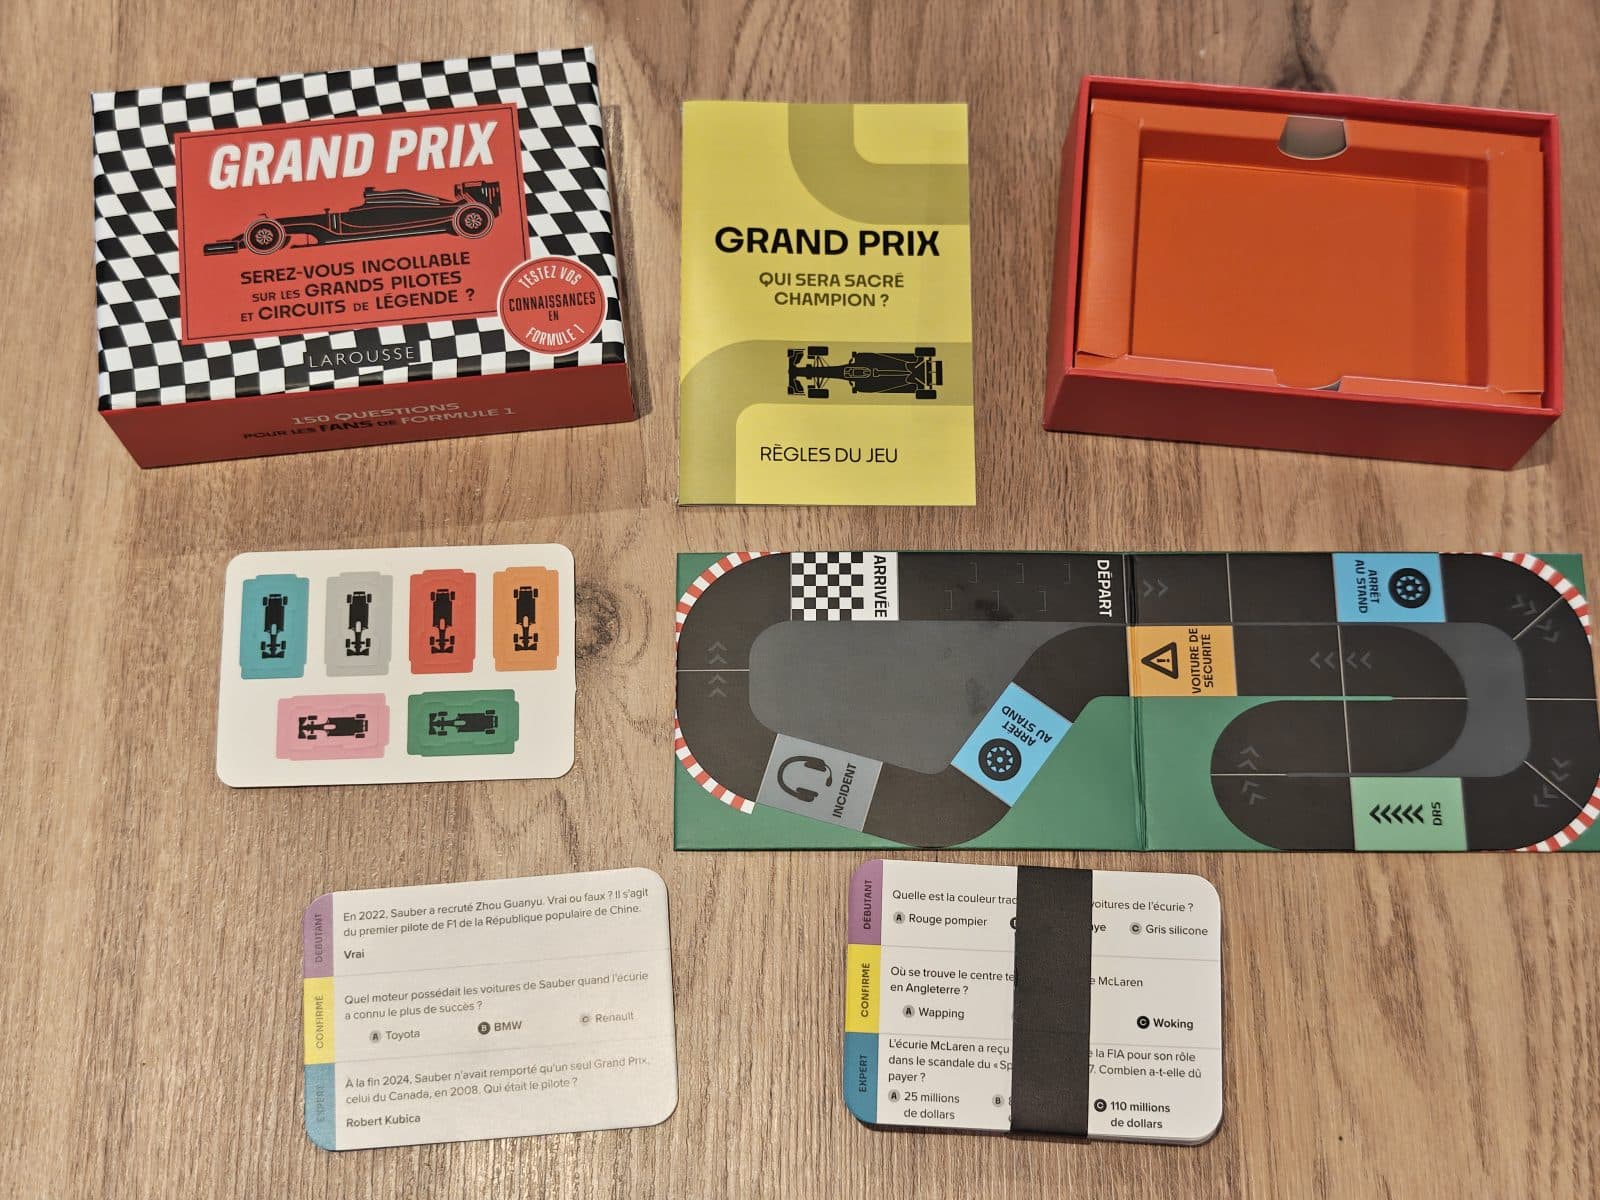 GRAND PRIX
SEREZ-VOUS INCOLLABLE
SUR LES GRANDS PILOTES
ET CIRCUITS DE LÉGENDE ?
TESTEZ VOS
CONNAISSANCES
EN
FORMULE 1
LAROUSSE
150 QUESTIONS
POUR LES FANS DE FORMULE 1
GRAND PRIX
QUI SERA SACRÉ
CHAMPION ?
RÈGLES DU JEU
ARRIVÉE
DÉPART
ARRÊT
AU STAND
VOITURE DE
SÉCURITÉ
ARRÊT
AU STAND
INCIDENT
DRS
DÉBUTANT
En 2022, Sauber a recruté Zhou Guanyu. Vrai ou faux ? Il s'agit
du premier pilote de F1 de la République populaire de Chine.
Vrai
CONFIRMÉ
Quel moteur possédait les voitures de Sauber quand l'écurie
a connu le plus de succès ?
A Toyota B BMW C Renault
EXPERT
À la fin 2024, Sauber n'avait remporté qu'un seul Grand Prix,
celui du Canada, en 2008. Qui était le pilote ?
Robert Kubica
DÉBUTANT
Quelle est la couleur voitures de l'écurie ?
A Rouge pompier C Gris silicone
CONFIRMÉ
Où se trouve le centre McLaren
en Angleterre ?
A Wapping C Woking
EXPERT
L'écurie McLaren a reçu la FIA pour son rôle
dans le scandale du Combien a-t-elle dû
payer ?
A 25 millions B C 110 millions
de dollars de dollars